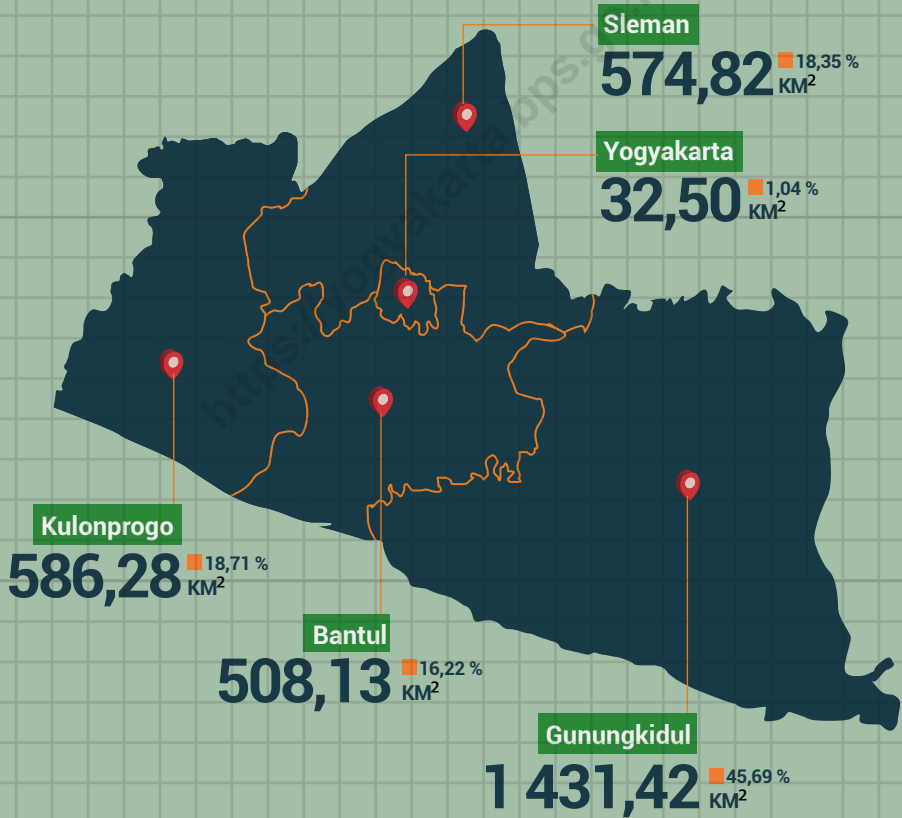 Sleman
574,82 18,35 %
KM²
Yogyakarta
32,50 1,04 %
KM²
Kulonprogo
586,28 18,71 %
KM²
Bantul
508,13 16,22 %
KM²
Gunungkidul
1 431,42 45,69 %
KM²